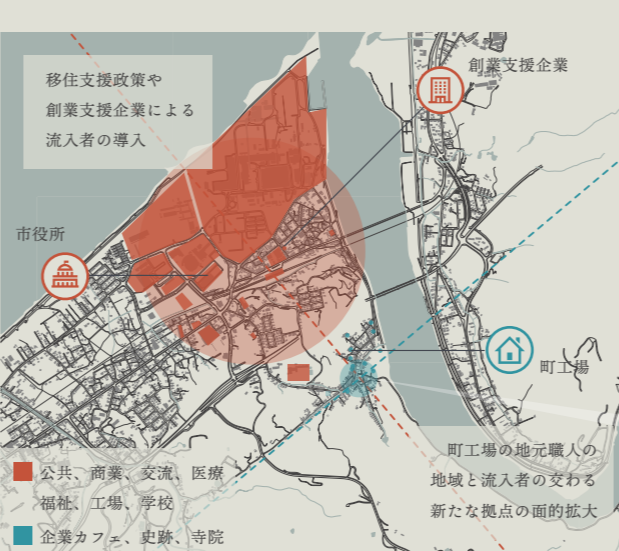 移住支援政策や
創業支援企業による
流入者の導入
創業支援企業
市役所
町工場
町工場の地元職人の
地域と流入者の交わる
新たな拠点の面的拡大
公共、商業、交流、医療
福祉、工場、学校
企業カフェ、史跡、寺院